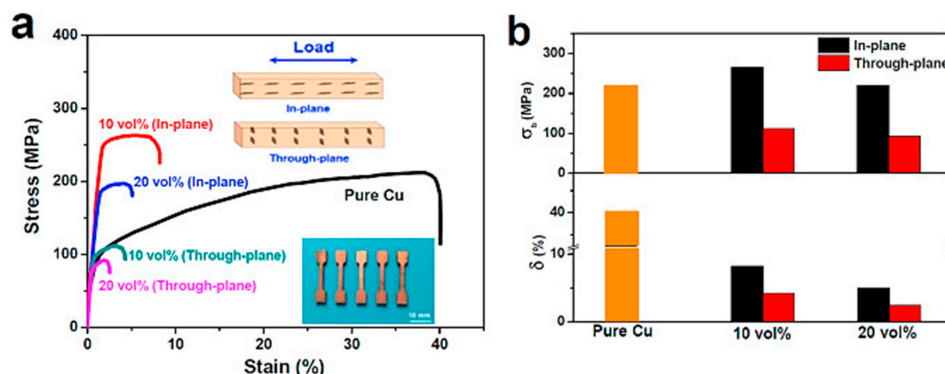 a
400
300
200
100
0
Stress (MPa)
0
10
20
30
40
Stain (%)
Load
In-plane
Through-plane
10 vol% (In-plane)
20 vol% (In-plane)
Pure Cu
10 vol% (Through-plane)
20 vol% (Through-plane)
10 mm
b
In-plane
Through-plane
300
200
100
0
σb (MPa)
40
10
0
δ (%)
Pure Cu
10 vol%
20 vol%